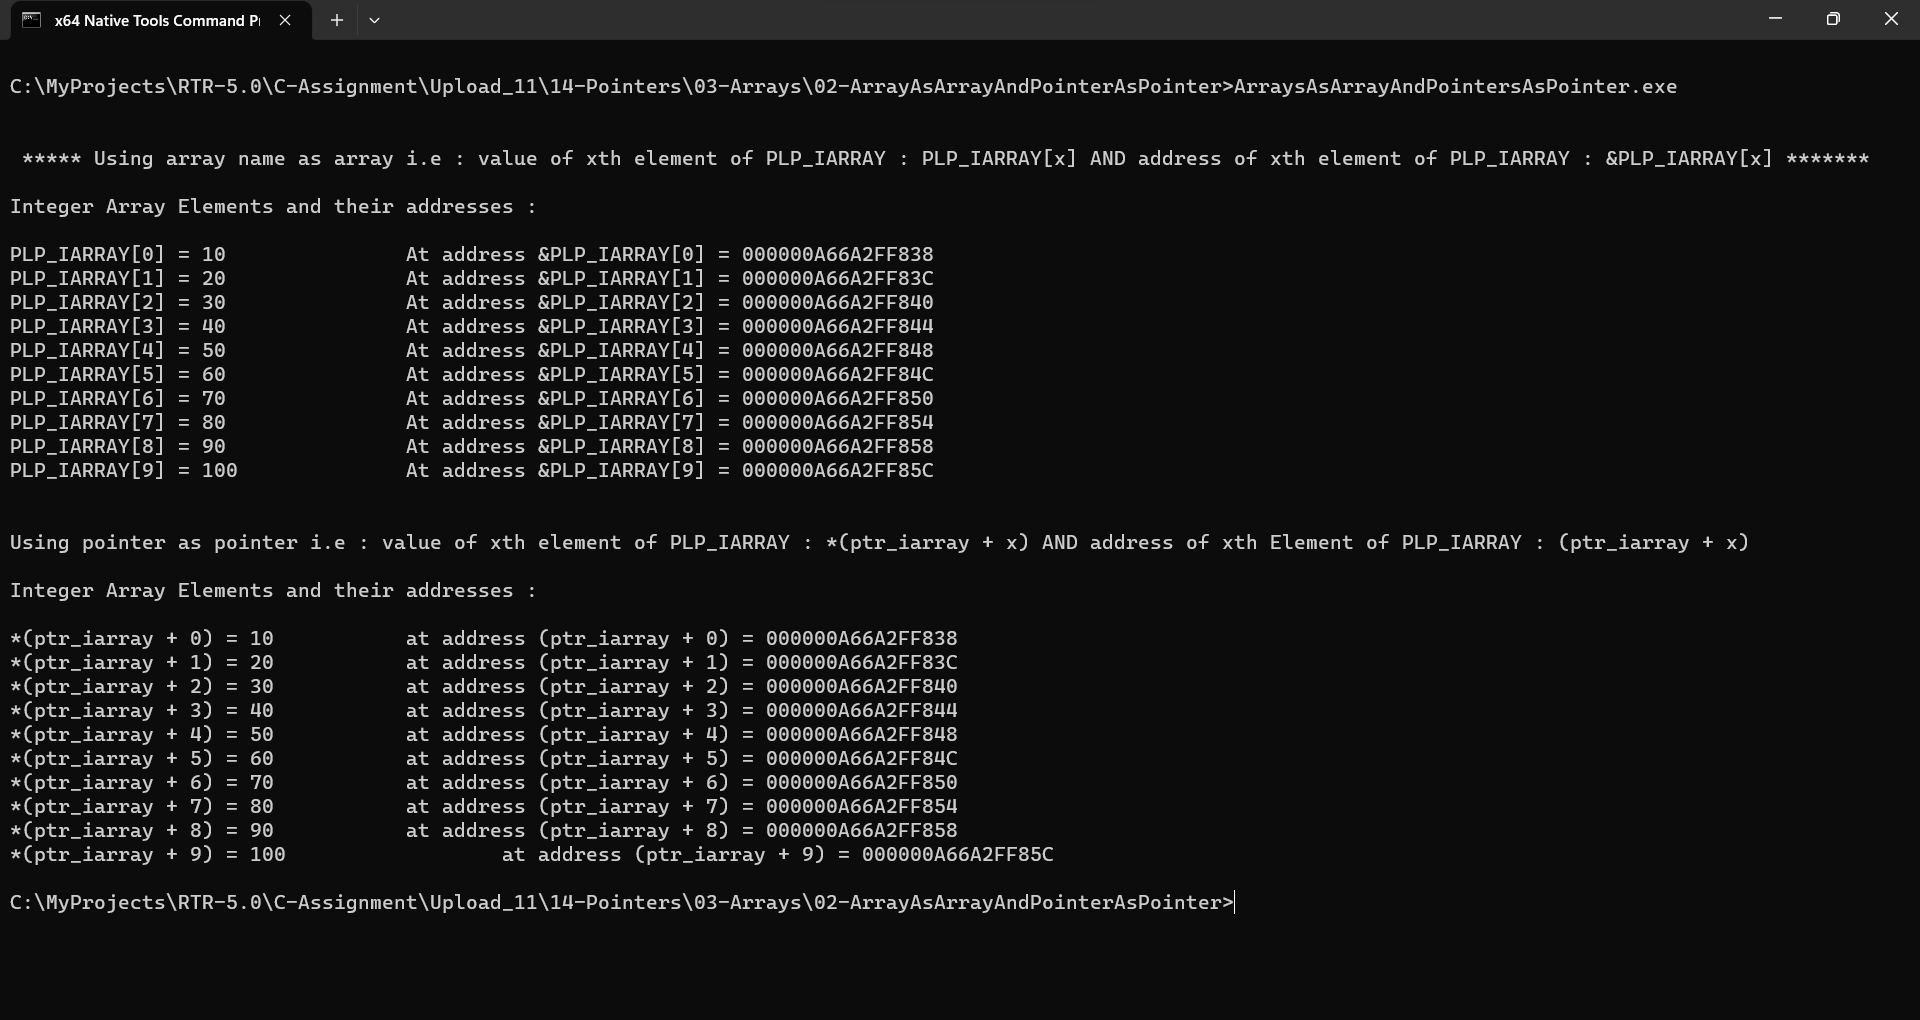 x64 Native Tools Command P
C:\MyProjects\RTR-5.0\C-Assignment\Upload_11\14-Pointers\03-Arrays\02-ArrayAsArrayAndPointerAsPointer>ArraysAsArrayAndPointersAsPointer.exe
***** Using array name as array i.e : value of xth element of PLP_IARRAY : PLP_IARRAY[x] AND address of xth element of PLP_IARRAY : &PLP_IARRAY[x] *******
Integer Array Elements and their addresses :
PLP_IARRAY[0] = 10               At address &PLP_IARRAY[0] = 000000A66A2FF838
PLP_IARRAY[1] = 20               At address &PLP_IARRAY[1] = 000000A66A2FF83C
PLP_IARRAY[2] = 30               At address &PLP_IARRAY[2] = 000000A66A2FF840
PLP_IARRAY[3] = 40               At address &PLP_IARRAY[3] = 000000A66A2FF844
PLP_IARRAY[4] = 50               At address &PLP_IARRAY[4] = 000000A66A2FF848
PLP_IARRAY[5] = 60               At address &PLP_IARRAY[5] = 000000A66A2FF84C
PLP_IARRAY[6] = 70               At address &PLP_IARRAY[6] = 000000A66A2FF850
PLP_IARRAY[7] = 80               At address &PLP_IARRAY[7] = 000000A66A2FF854
PLP_IARRAY[8] = 90               At address &PLP_IARRAY[8] = 000000A66A2FF858
PLP_IARRAY[9] = 100              At address &PLP_IARRAY[9] = 000000A66A2FF85C
Using pointer as pointer i.e : value of xth element of PLP_IARRAY : *(ptr_iarray + x) AND address of xth Element of PLP_IARRAY : (ptr_iarray + x)
Integer Array Elements and their addresses :
*(ptr_iarray + 0) = 10           at address (ptr_iarray + 0) = 000000A66A2FF838
*(ptr_iarray + 1) = 20           at address (ptr_iarray + 1) = 000000A66A2FF83C
*(ptr_iarray + 2) = 30           at address (ptr_iarray + 2) = 000000A66A2FF840
*(ptr_iarray + 3) = 40           at address (ptr_iarray + 3) = 000000A66A2FF844
*(ptr_iarray + 4) = 50           at address (ptr_iarray + 4) = 000000A66A2FF848
*(ptr_iarray + 5) = 60           at address (ptr_iarray + 5) = 000000A66A2FF84C
*(ptr_iarray + 6) = 70           at address (ptr_iarray + 6) = 000000A66A2FF850
*(ptr_iarray + 7) = 80           at address (ptr_iarray + 7) = 000000A66A2FF854
*(ptr_iarray + 8) = 90           at address (ptr_iarray + 8) = 000000A66A2FF858
*(ptr_iarray + 9) = 100                  at address (ptr_iarray + 9) = 000000A66A2FF85C
C:\MyProjects\RTR-5.0\C-Assignment\Upload_11\14-Pointers\03-Arrays\02-ArrayAsArrayAndPointerAsPointer>